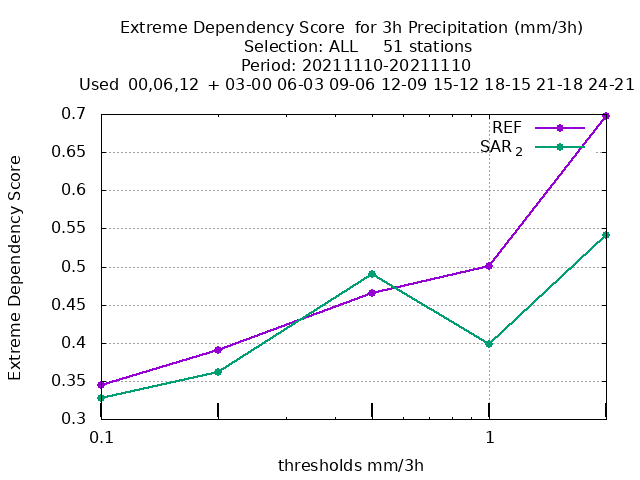 Extreme Dependency Score  for 3h Precipitation (mm/3h)
Selection: ALL     51 stations
Period: 20211110-20211110
Used  00,06,12  + 03-00 06-03 09-06 12-09 15-12 18-15 21-18 24-21
REF
SAR 2
0.7
0.65
0.6
0.55
0.5
0.45
0.4
0.35
0.3
Extreme Dependency Score
0.1
1
thresholds mm/3h